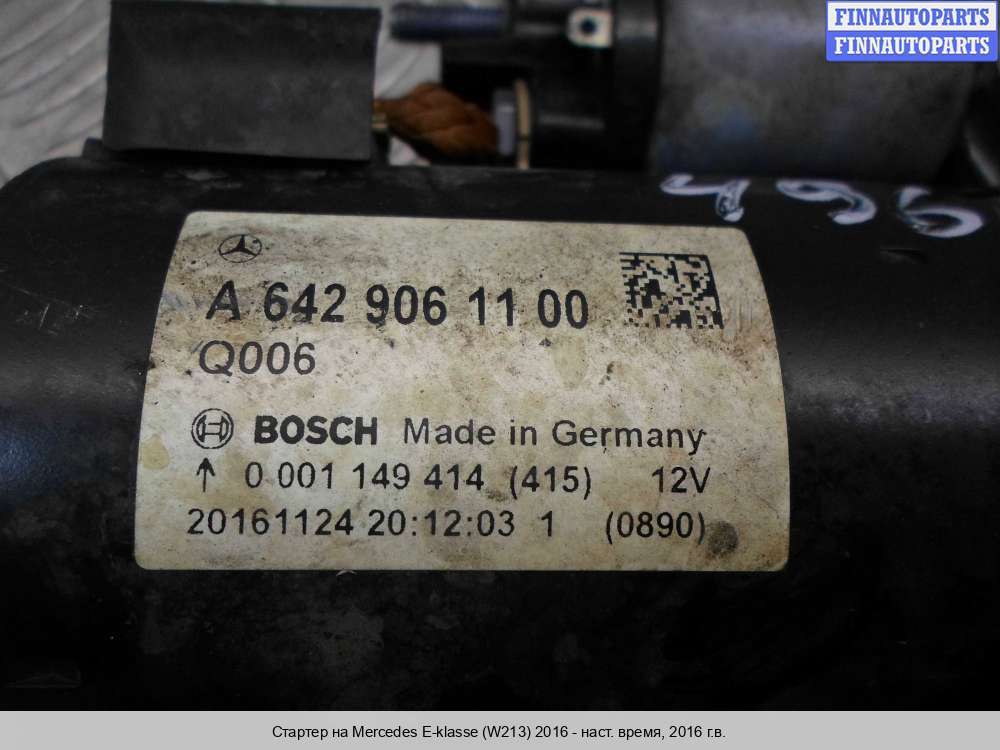 FINNAUTOPARTS
FINNAUTOPARTS
A 642 906 11 00
Q006
BOSCH Made in Germany
↑ 0 001 149 414 (415) 12V
20161124 20:12:03 1 (0890)
Стартер на Mercedes E-klasse (W213) 2016 - наст. время, 2016 г.в.